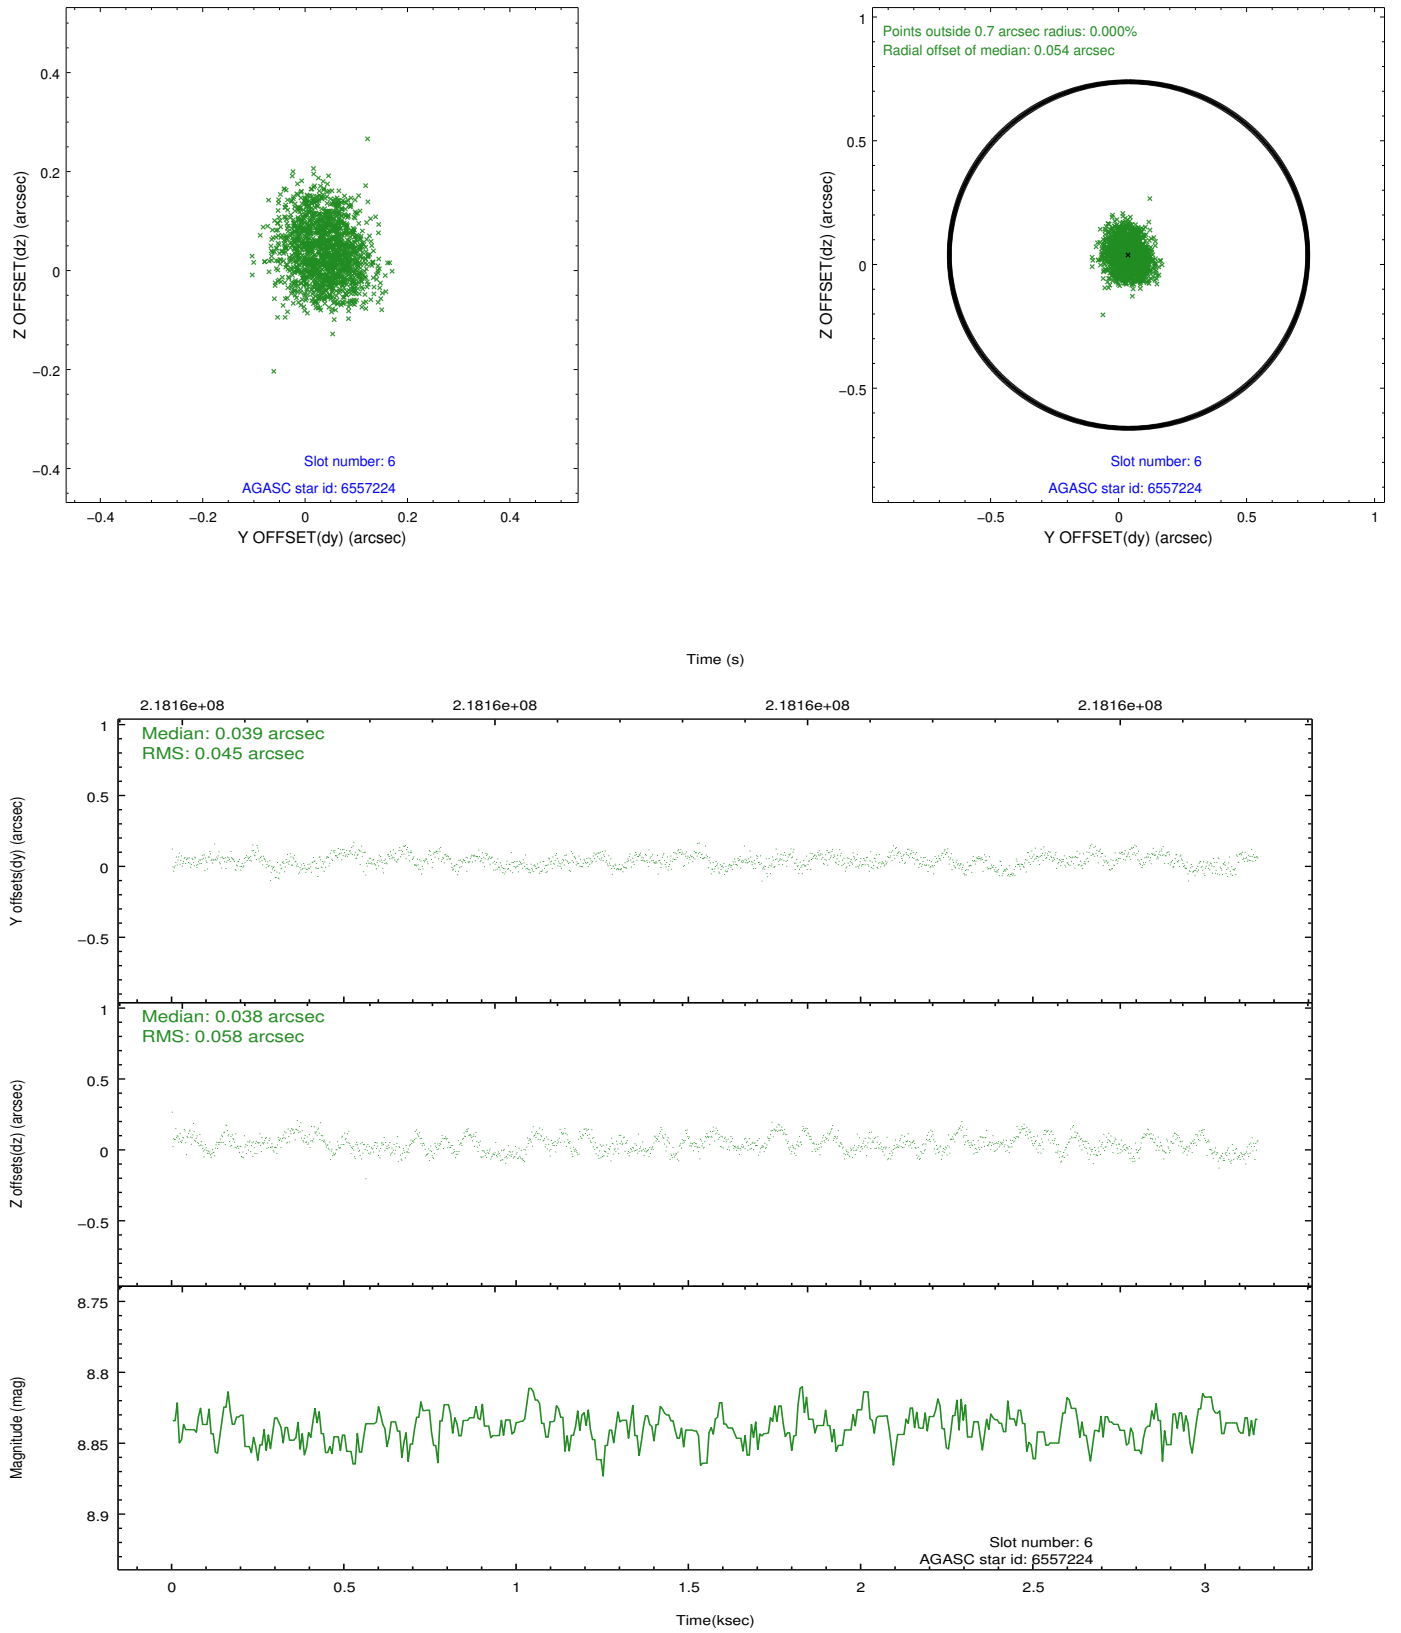 0.4
0.2
0
−0.2
−0.4
Z OFFSET(dz) (arcsec)
Slot number: 6
AGASC star id: 6557224
−0.4 −0.2 0 0.2 0.4
Y OFFSET(dy) (arcsec)
Points outside 0.7 arcsec radius: 0.000%
Radial offset of median: 0.054 arcsec
1
0.5
0
−0.5
Z OFFSET(dz) (arcsec)
Slot number: 6
AGASC star id: 6557224
−0.5 0 0.5 1
Y OFFSET(dy) (arcsec)
Time (s)
2.1816e+08 2.1816e+08 2.1816e+08 2.1816e+08
Median: 0.039 arcsec
RMS: 0.045 arcsec
1
0.5
0
−0.5
Y offsets(dy) (arcsec)
Median: 0.038 arcsec
RMS: 0.058 arcsec
1
0.5
0
−0.5
Z offsets(dz) (arcsec)
8.75
8.8
8.85
8.9
Magnitude (mag)
Slot number: 6
AGASC star id: 6557224
0 0.5 1 1.5 2 2.5 3
Time(ksec)